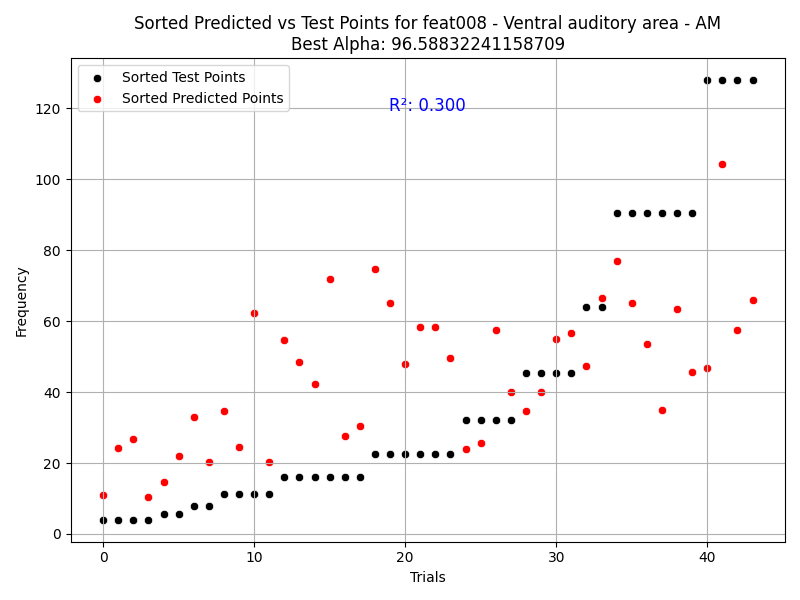 Sorted Predicted vs Test Points for feat008 - Ventral auditory area - AM
Best Alpha: 96.58832241158709
Sorted Test Points
Sorted Predicted Points
R²: 0.300
120
100
80
60
40
20
0
Frequency
0
10
20
30
40
Trials